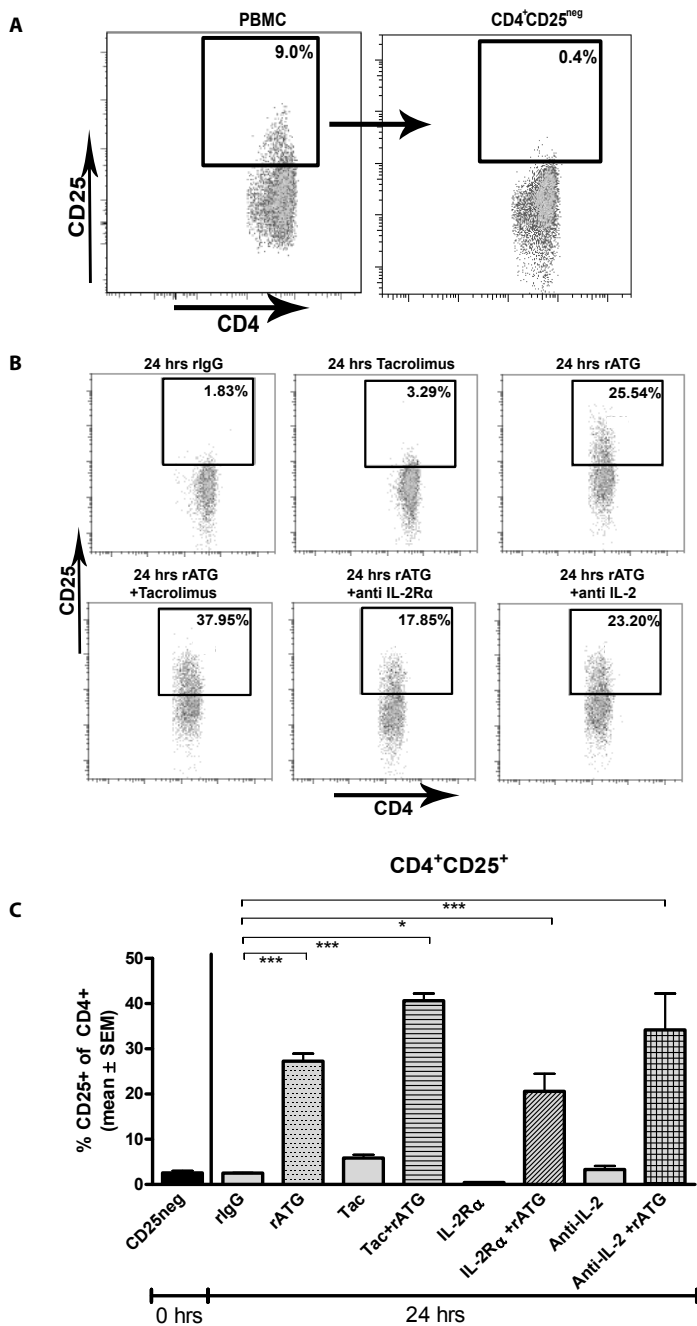 A
PBMC
CD4⁺CD25ⁿᵉᵍ
9.0%
0.4%
CD25
CD4
B
24 hrs rIgG
24 hrs Tacrolimus
24 hrs rATG
1.83%
3.29%
25.54%
24 hrs rATG
+Tacrolimus
24 hrs rATG
+anti IL-2Rα
24 hrs rATG
+anti IL-2
37.95%
17.85%
23.20%
CD25
CD4
CD4⁺CD25⁺
C
***
*
***
***
% CD25+ of CD4+
(mean ± SEM)
50
40
30
20
10
0
CD25neg
rIgG
rATG
Tac
Tac+rATG
IL-2Rα
IL-2Rα +rATG
Anti-IL-2
Anti-IL-2 +rATG
0 hrs
24 hrs